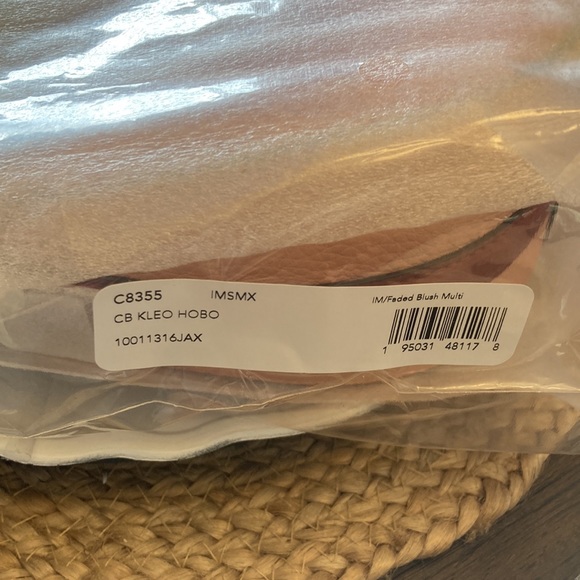 C8355 IMSMX IM/Faded Blush Multi
CB KLEO HOBO
10011316JAX
1 95031 48117 8